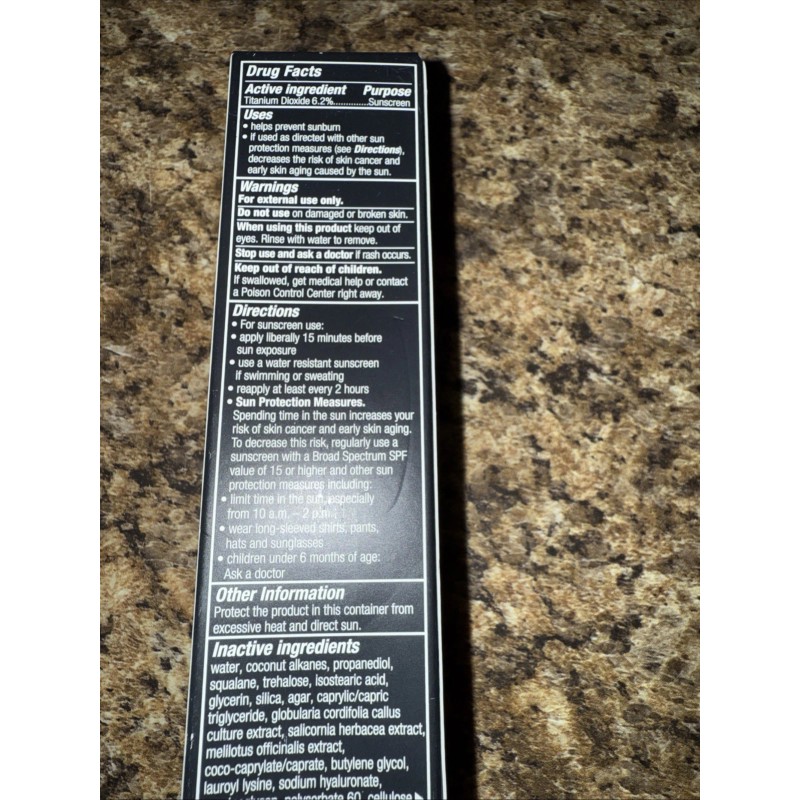 Drug Facts
Active ingredient Purpose
Titanium Dioxide 6.2%.............Sunscreen
Uses
• helps prevent sunburn
• if used as directed with other sun
protection measures (see Directions),
decreases the risk of skin cancer and
early skin aging caused by the sun.
Warnings
For external use only.
Do not use on damaged or broken skin.
When using this product keep out of
eyes. Rinse with water to remove.
Stop use and ask a doctor if rash occurs.
Keep out of reach of children.
If swallowed, get medical help or contact
a Poison Control Center right away.
Directions
• For sunscreen use:
• apply liberally 15 minutes before
sun exposure
• use a water resistant sunscreen
if swimming or sweating
• reapply at least every 2 hours
• Sun Protection Measures.
Spending time in the sun increases your
risk of skin cancer and early skin aging.
To decrease this risk, regularly use a
sunscreen with a Broad Spectrum SPF
value of 15 or higher and other sun
protection measures including:
• limit time in the sun, especially
from 10 a.m. – 2 p.m.
• wear long-sleeved shirts, pants,
hats and sunglasses
• children under 6 months of age:
Ask a doctor
Other Information
Protect the product in this container from
excessive heat and direct sun.
Inactive ingredients
water, coconut alkanes, propanediol,
squalane, trehalose, isostearic acid,
glycerin, silica, agar, caprylic/capric
triglyceride, globularia cordifolia callus
culture extract, salicornia herbacea extract,
melilotus officinalis extract,
coco-caprylate/caprate, butylene glycol,
lauroyl lysine, sodium hyaluronate,
polysorbate 60, cellulose